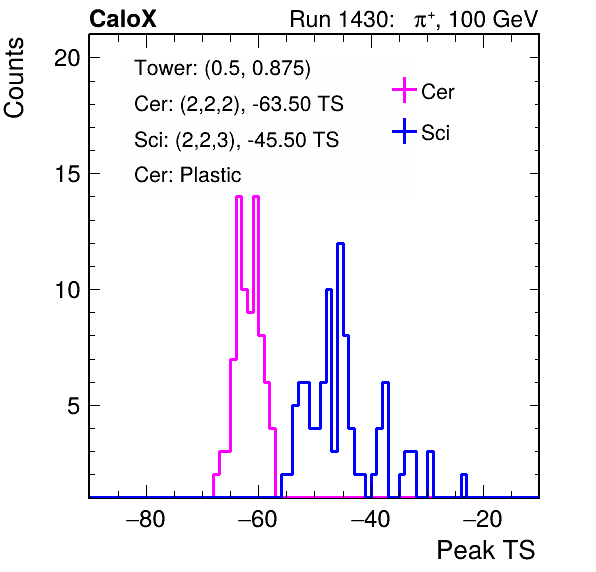 CaloX Run 1430: π⁺, 100 GeV
Counts
20
15
10
5
Tower: (0.5, 0.875)
Cer: (2,2,2), -63.50 TS
Sci: (2,2,3), -45.50 TS
Cer: Plastic
Cer
Sci
−80 −60 −40 −20
Peak TS